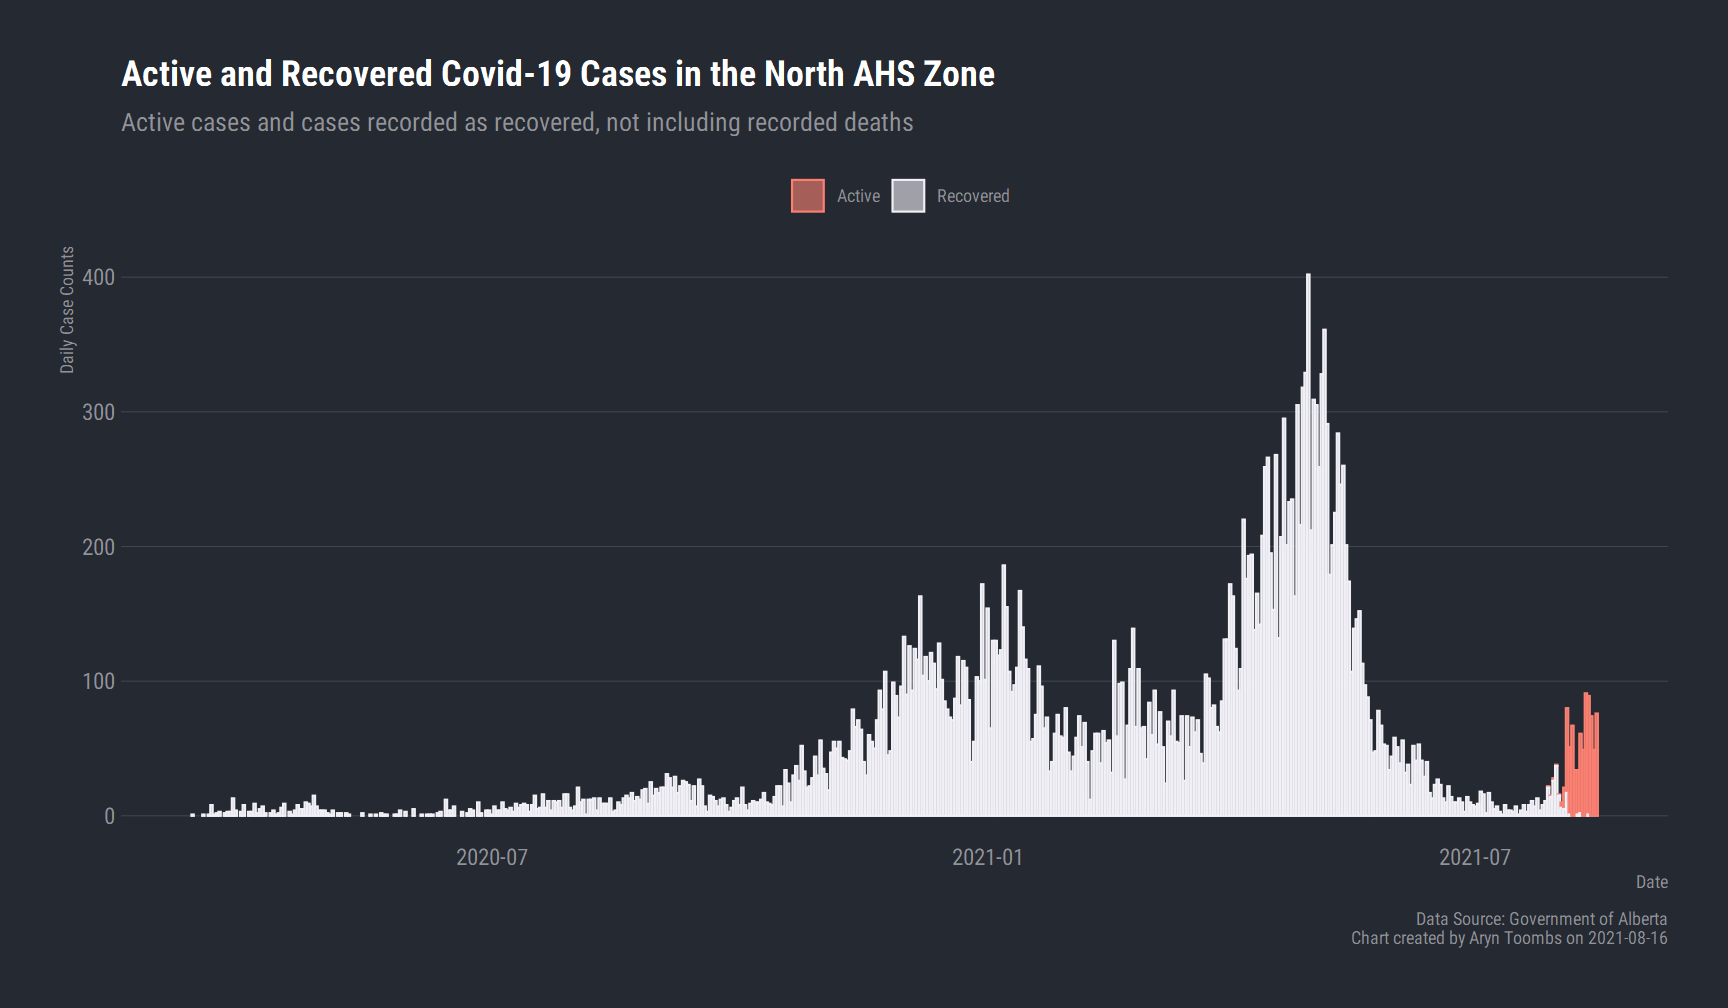 Active and Recovered Covid-19 Cases in the North AHS Zone
Active cases and cases recorded as recovered, not including recorded deaths
Active
Recovered
Daily Case Counts
400
300
200
100
0
2020-07
2021-01
2021-07
Date
Data Source: Government of Alberta
Chart created by Aryn Toombs on 2021-08-16